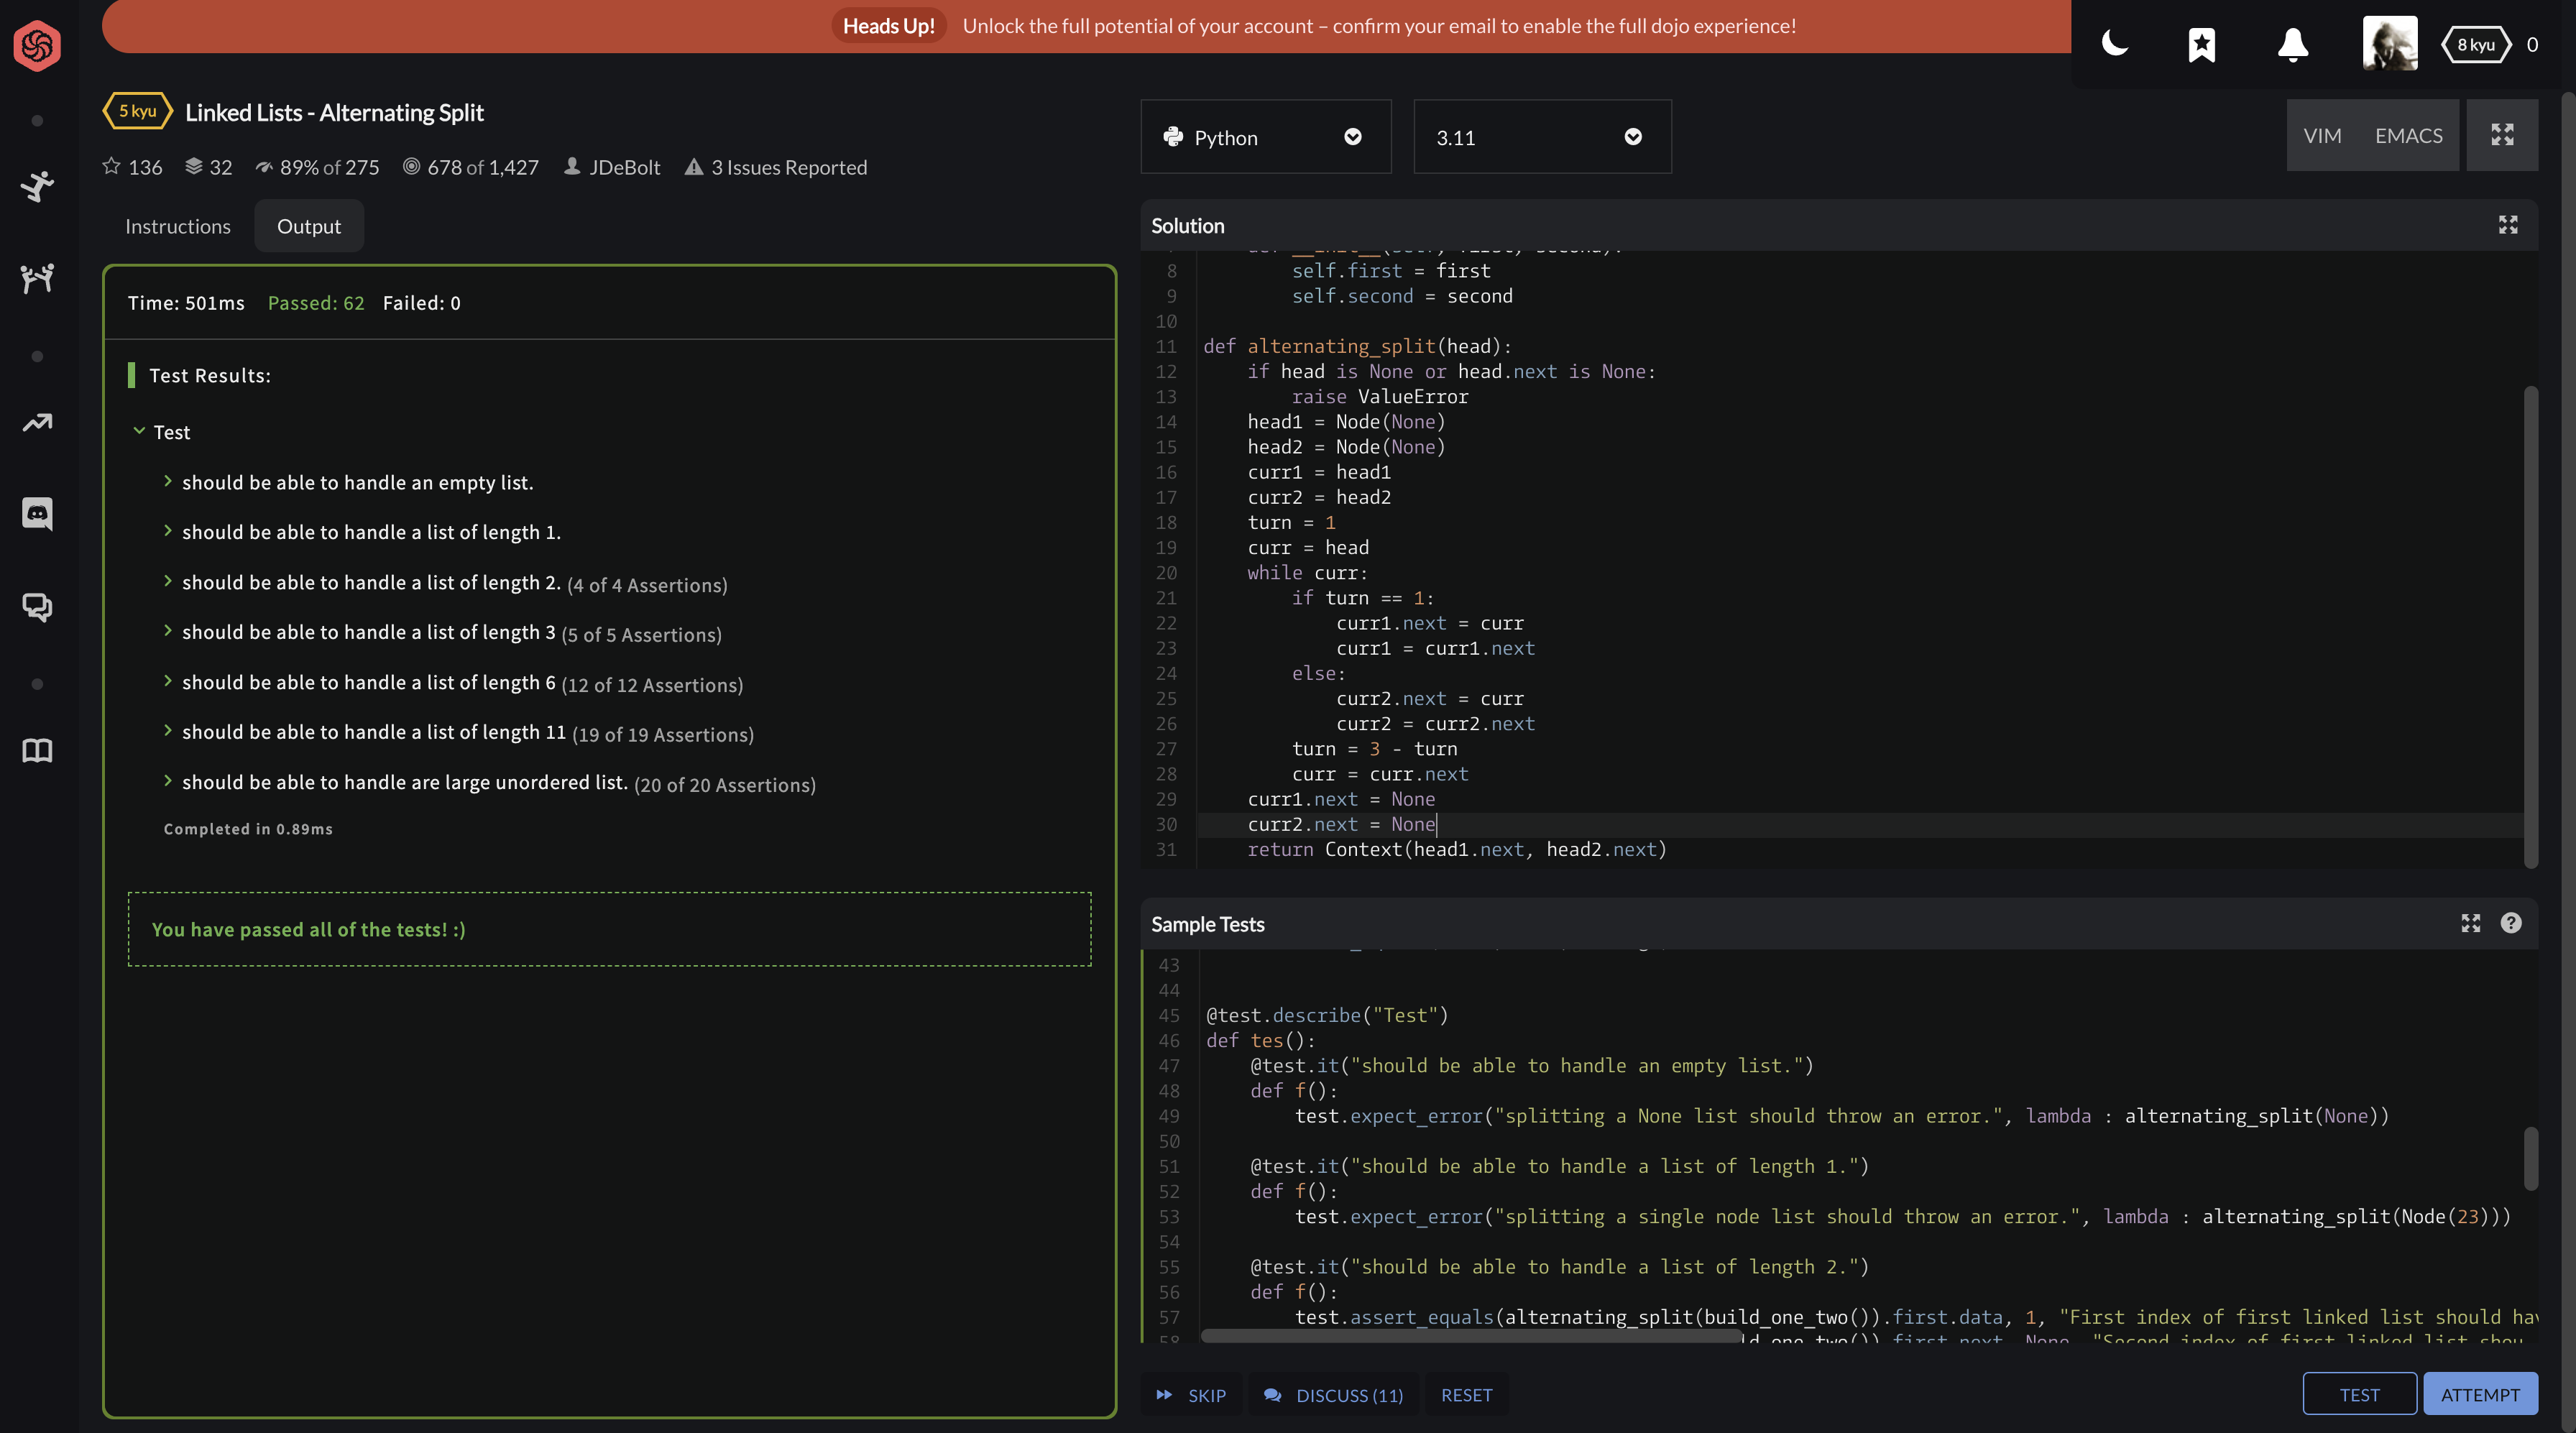 Heads Up! Unlock the full potential of your account – confirm your email to enable the full dojo experience!
8 kyu 0
5 kyu Linked Lists - Alternating Split
136 32 89% of 275 678 of 1,427 JDeBolt 3 Issues Reported
Instructions Output
Time: 501ms Passed: 62 Failed: 0
Test Results:
Test
should be able to handle an empty list.
should be able to handle a list of length 1.
should be able to handle a list of length 2. (4 of 4 Assertions)
should be able to handle a list of length 3 (5 of 5 Assertions)
should be able to handle a list of length 6 (12 of 12 Assertions)
should be able to handle a list of length 11 (19 of 19 Assertions)
should be able to handle are large unordered list. (20 of 20 Assertions)
Completed in 0.89ms
You have passed all of the tests! :)
Python 3.11 VIM EMACS
Solution
8 self.first = first
9 self.second = second
10
11 def alternating_split(head):
12 if head is None or head.next is None:
13 raise ValueError
14 head1 = Node(None)
15 head2 = Node(None)
16 curr1 = head1
17 curr2 = head2
18 turn = 1
19 curr = head
20 while curr:
21 if turn == 1:
22 curr1.next = curr
23 curr1 = curr1.next
24 else:
25 curr2.next = curr
26 curr2 = curr2.next
27 turn = 3 - turn
28 curr = curr.next
29 curr1.next = None
30 curr2.next = None
31 return Context(head1.next, head2.next)
Sample Tests
43
44
45 @test.describe("Test")
46 def tes():
47 @test.it("should be able to handle an empty list.")
48 def f():
49 test.expect_error("splitting a None list should throw an error.", lambda : alternating_split(None))
50
51 @test.it("should be able to handle a list of length 1.")
52 def f():
53 test.expect_error("splitting a single node list should throw an error.", lambda : alternating_split(Node(23)))
54
55 @test.it("should be able to handle a list of length 2.")
56 def f():
57 test.assert_equals(alternating_split(build_one_two()).first.data, 1, "First index of first linked list should hav
SKIP DISCUSS (11) RESET TEST ATTEMPT